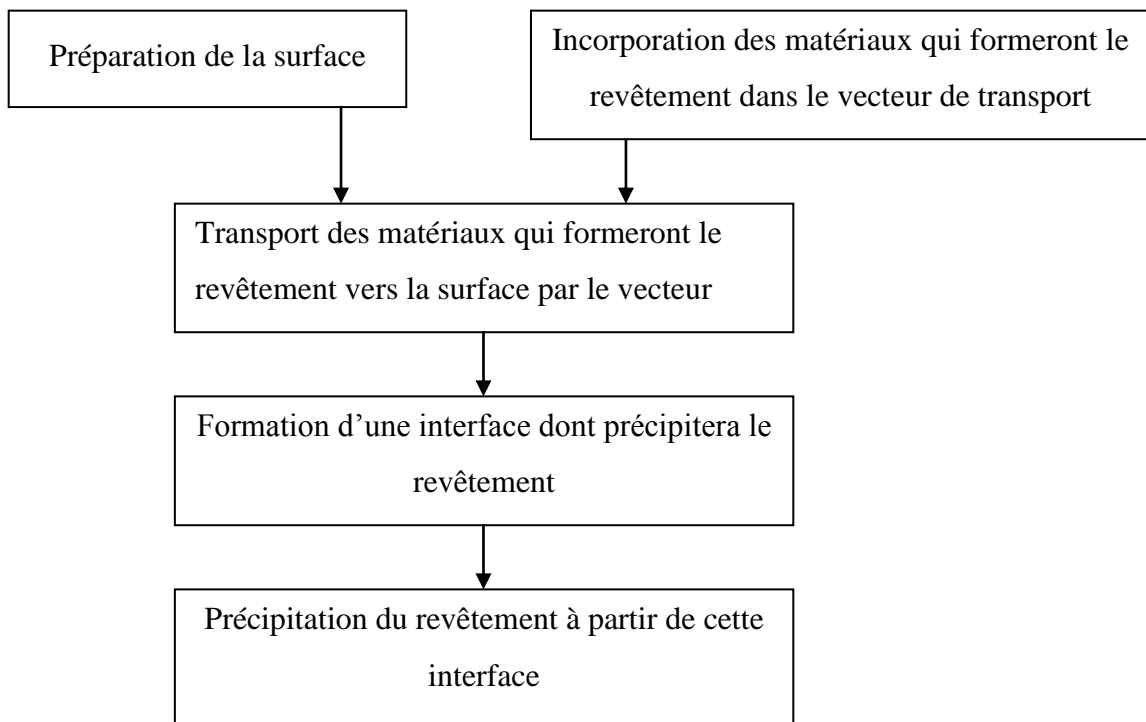 Préparation de la surface
Incorporation des matériaux qui formeront le
revêtement dans le vecteur de transport
Transport des matériaux qui formeront le
revêtement vers la surface par le vecteur
Formation d’une interface dont précipitera le
revêtement
Précipitation du revêtement à partir de cette
interface